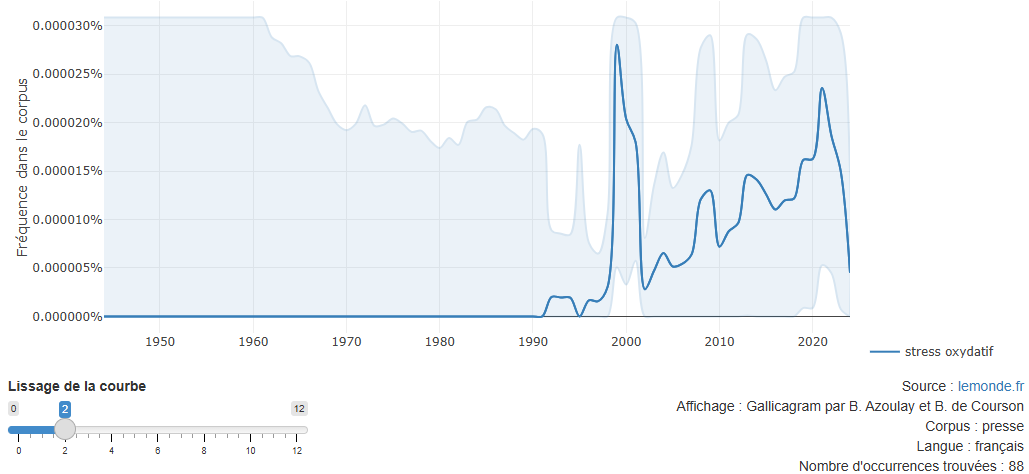 0.000030%
0.000025%
0.000020%
0.000015%
0.000010%
0.000005%
0.000000%
Fréquence dans le corpus
1950 1960 1970 1980 1990 2000 2010 2020
stress oxydatif
Lissage de la courbe
0 2 12
0 2 4 6 8 10 12
Source : lemonde.fr
Affichage : Gallicagram par B. Azoulay et B. de Courson
Corpus : presse
Langue : français
Nombre d'occurrences trouvées : 88